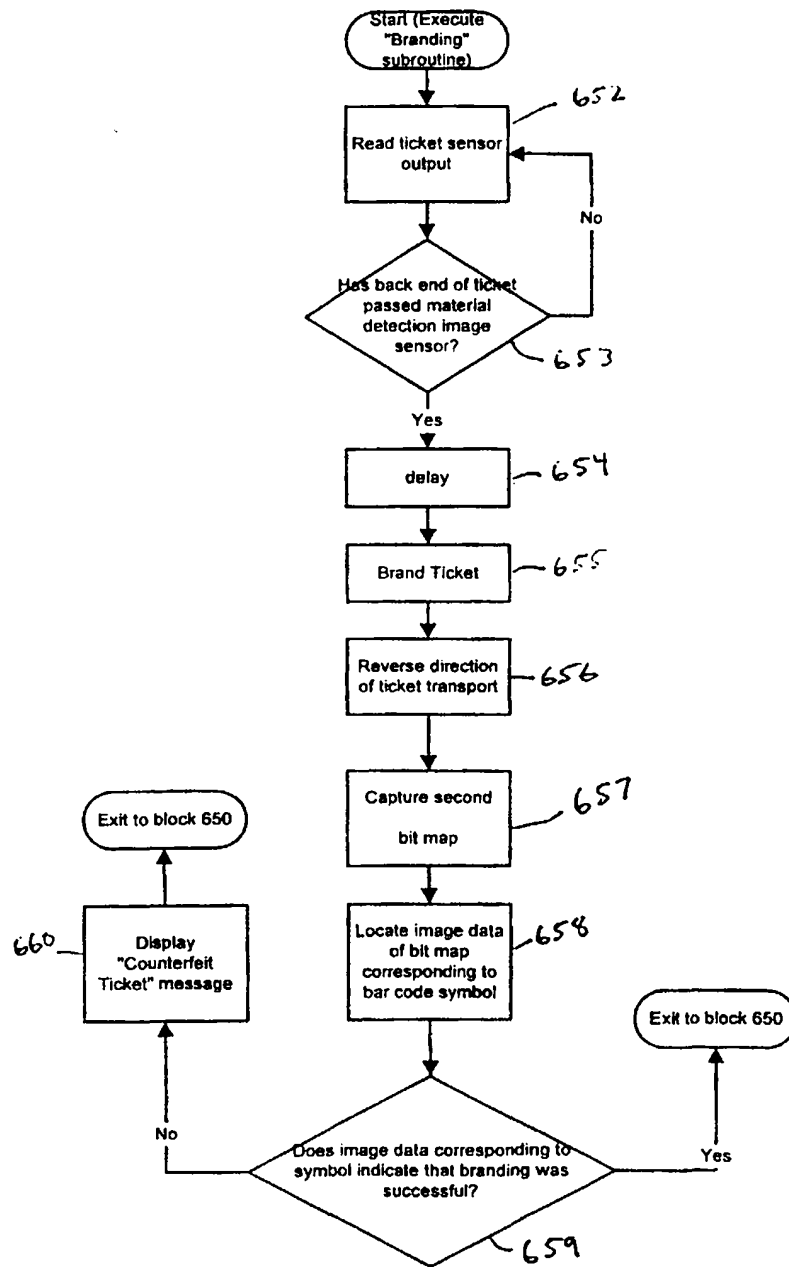 Start (Execute
"Branding"
subroutine)
652
Read ticket sensor
output
No
Has back end of ticket
passed material
detection image
sensor?
653
Yes
delay
654
Brand Ticket
655
Reverse direction
of ticket transport
656
Capture second
bit map
657
Exit to block 650
Locate image data
of bit map
corresponding to
bar code symbol
658
660
Display
"Counterfeit
Ticket" message
Exit to block 650
No
Does image data corresponding to
symbol indicate that branding was
successful?
Yes
659